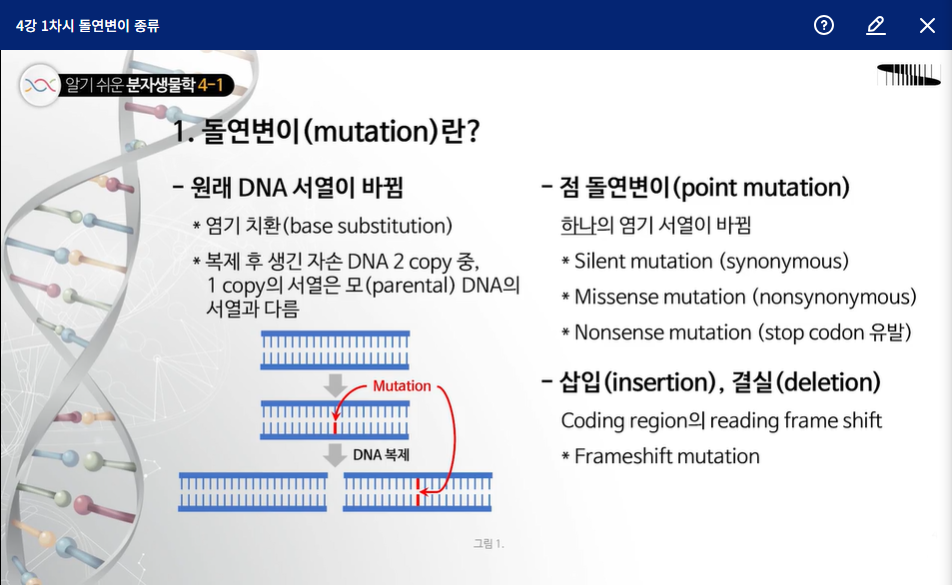 4강 1차시 돌연변이 종류
알기 쉬운 분자생물학 4-1
1. 돌연변이(mutation)란?
- 원래 DNA 서열이 바뀜
* 염기 치환(base substitution)
* 복제 후 생긴 자손 DNA 2 copy 중,
1 copy의 서열은 모(parental) DNA의
서열과 다름
Mutation
DNA 복제
그림 1.
- 점 돌연변이(point mutation)
하나의 염기 서열이 바뀜
* Silent mutation (synonymous)
* Missense mutation (nonsynonymous)
* Nonsense mutation (stop codon 유발)
- 삽입(insertion), 결실(deletion)
Coding region의 reading frame shift
* Frameshift mutation